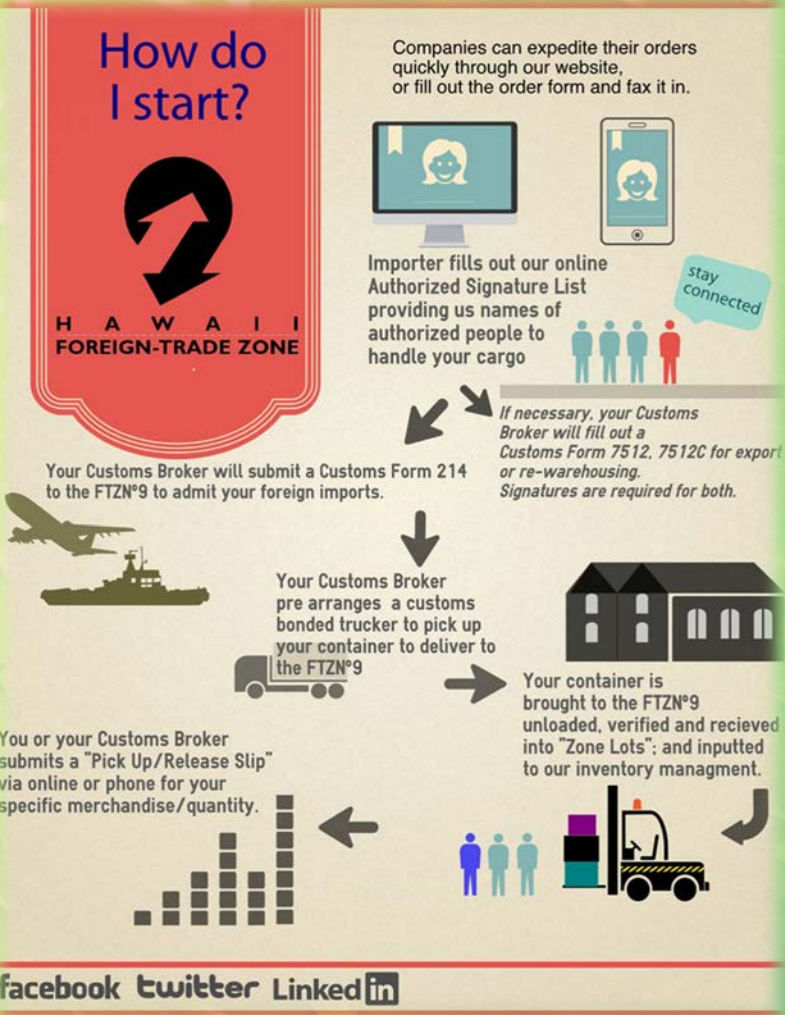 How do
I start?
HAWAII
FOREIGN-TRADE ZONE
Companies can expedite their orders
quickly through our website,
or fill out the order form and fax it in.
Importer fills out our online
Authorized Signature List
providing us names of
authorized people to
handle your cargo
stay
connected
If necessary, your Customs
Broker will fill out a
Customs Form 7512, 7512C for export
or re-warehousing.
Signatures are required for both.
Your Customs Broker will submit a Customs Form 214
to the FTZNº9 to admit your foreign imports.
Your Customs Broker
pre arranges a customs
bonded trucker to pick up
your container to deliver to
the FTZNº9
Your container is
brought to the FTZNº9
unloaded, verified and recieved
into "Zone Lots"; and inputted
to our inventory managment.
You or your Customs Broker
submits a "Pick Up/Release Slip"
via online or phone for your
specific merchandise/quantity.
facebook twitter Linked in